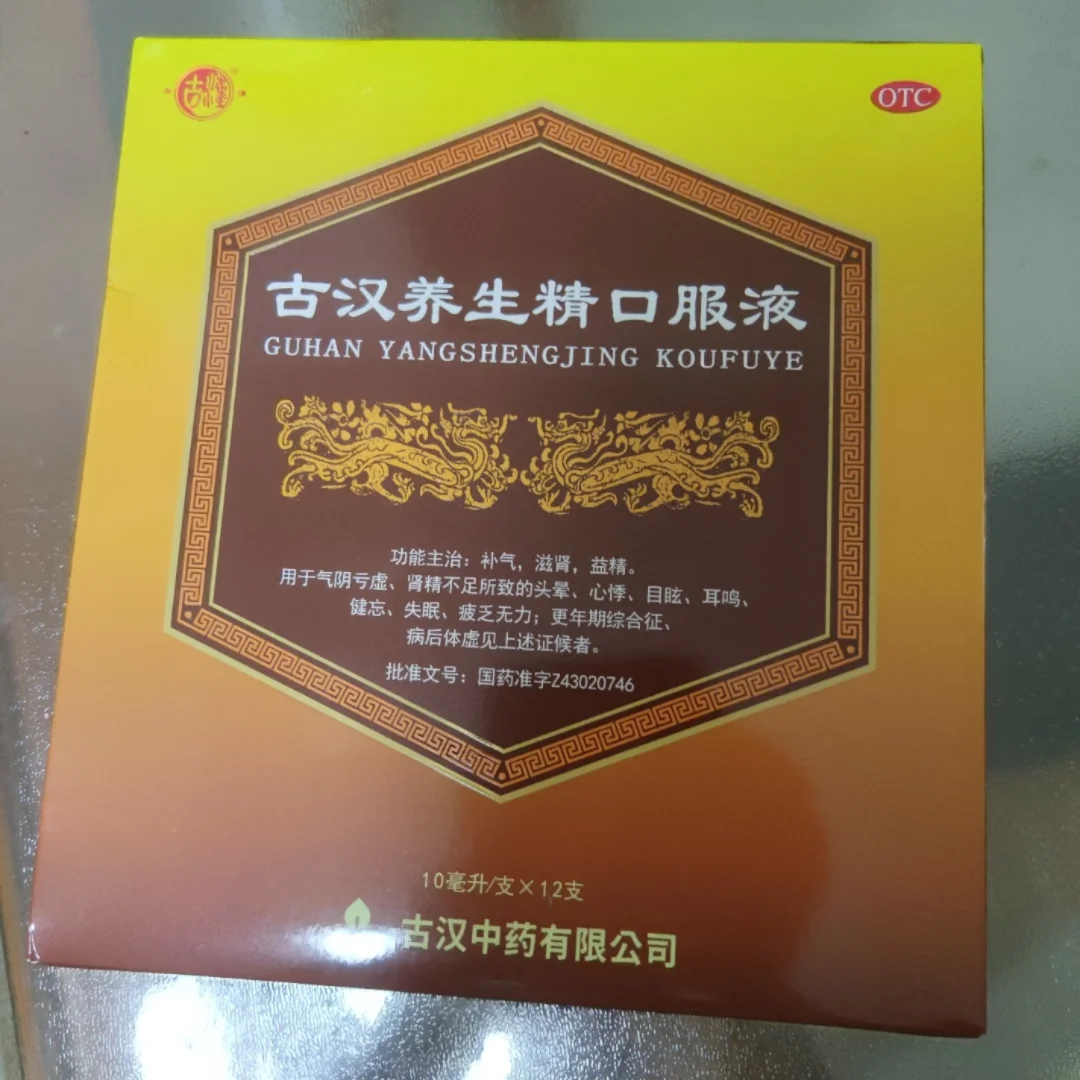 古漢
OTC
古汉养生精口服液
GUHAN YANGSHENGJING KOUFUYE
功能主治：补气，滋肾，益精。
用于气阴亏虚、肾精不足所致的头晕、心悸、目眩、耳鸣、
健忘、失眠、疲乏无力；更年期综合征、
病后体虚见上述证候者。
批准文号：国药准字Z43020746
10毫升/支×12支
古汉中药有限公司